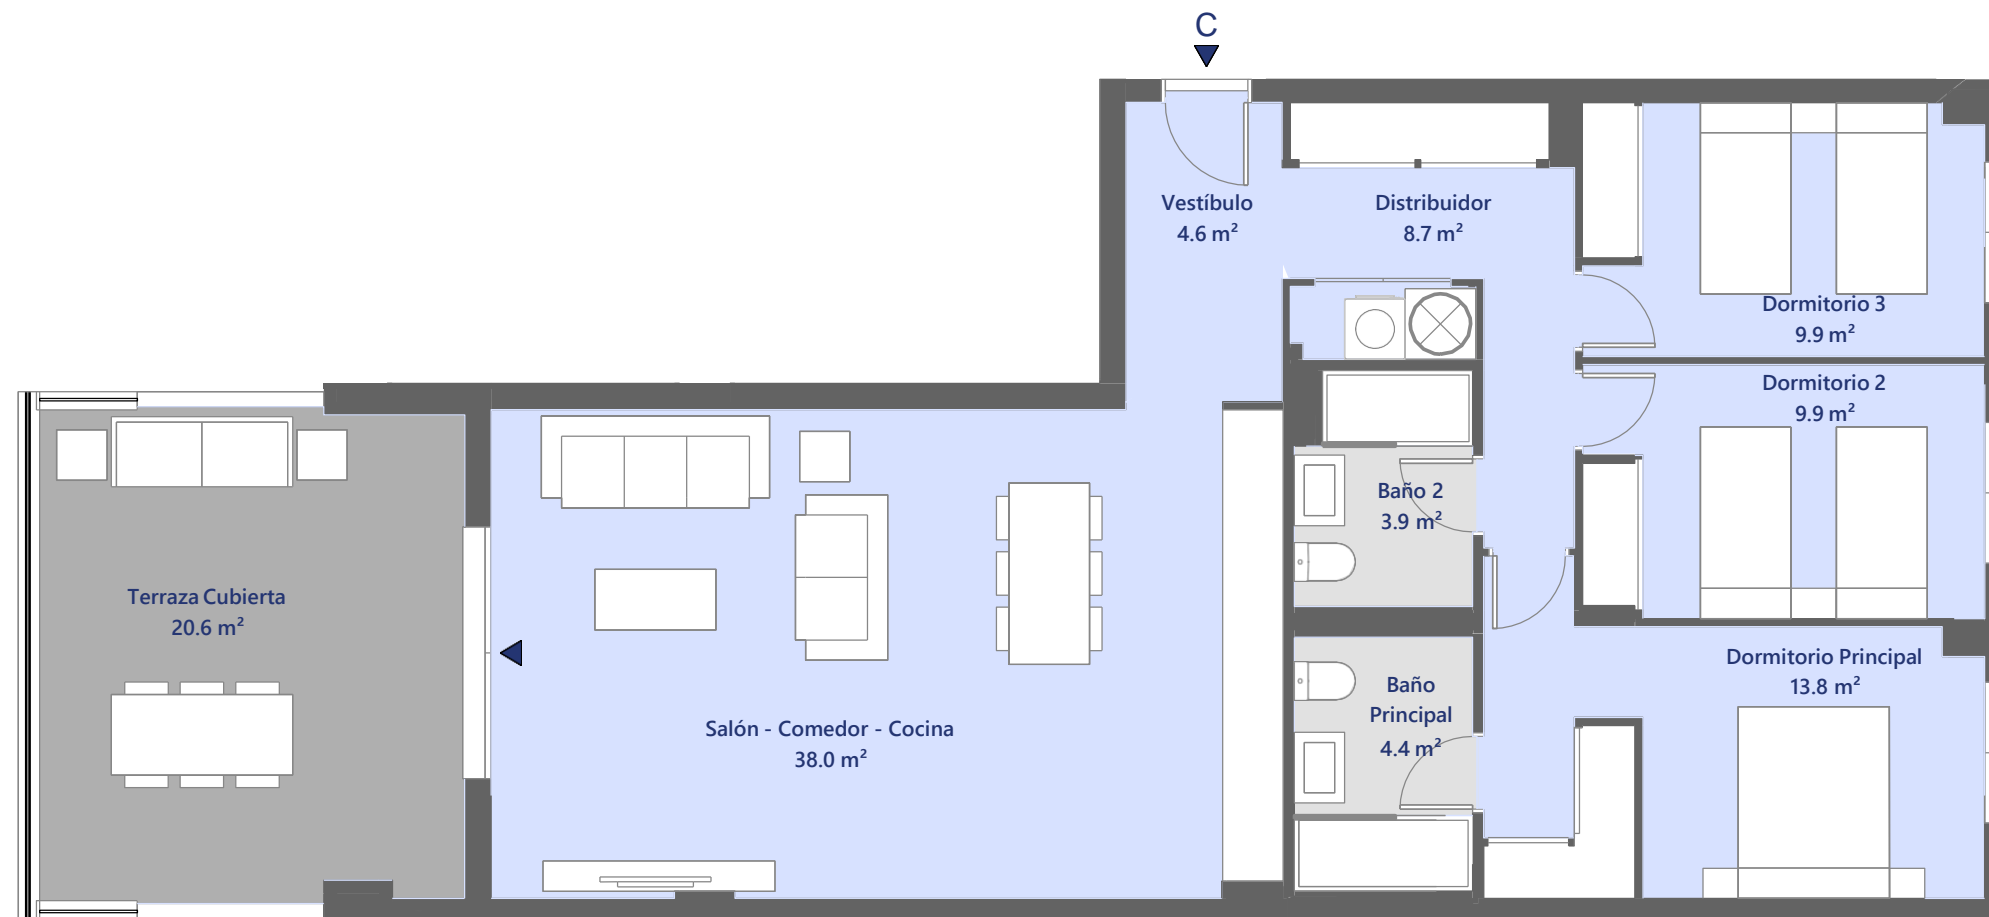 C
Vestíbulo
4.6 m²
Distribuidor
8.7 m²
Dormitorio 3
9.9 m²
Dormitorio 2
9.9 m²
Baño 2
3.9 m²
Terraza Cubierta
20.6 m²
Dormitorio Principal
13.8 m²
Baño
Principal
4.4 m²
Salón - Comedor - Cocina
38.0 m²